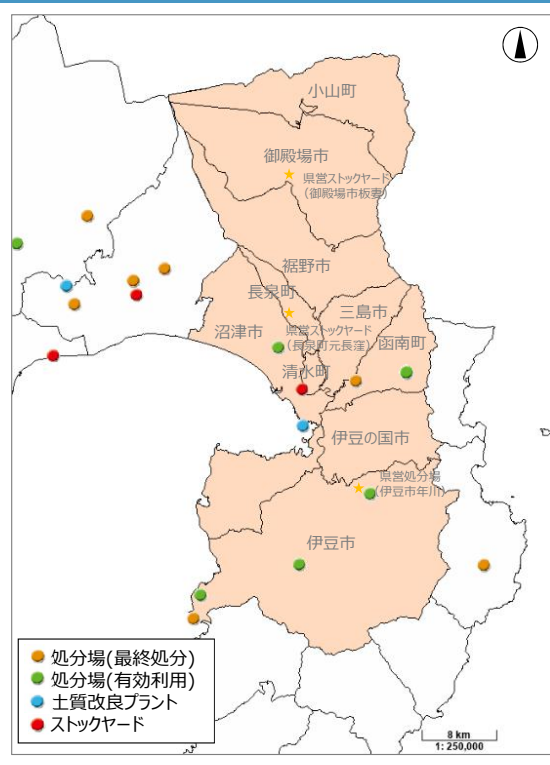 小山町
御殿場市
県営ストックヤード
(御殿場市板妻)
裾野市
長泉町
三島市
沼津市
県営ストックヤード
(長泉町元長窪)
函南町
清水町
伊豆の国市
県営処分場
(伊豆市年川)
伊豆市
処分場(最終処分)
処分場(有効利用)
土質改良プラント
ストックヤード
8 km
1: 250,000